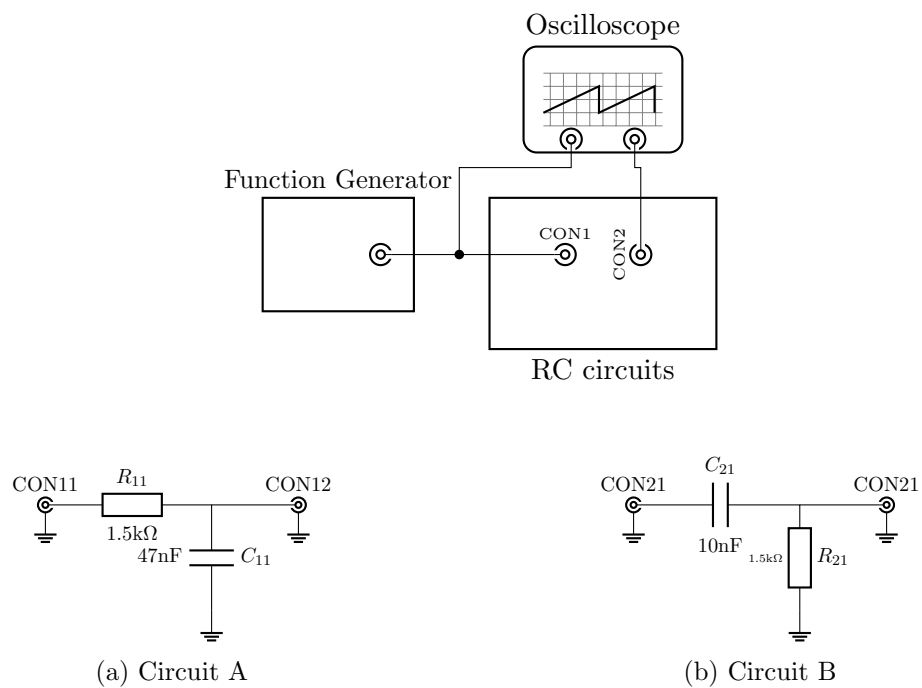 Oscilloscope
Function Generator
CON1
CON2
RC circuits
CON11
R11
CON12
1.5kΩ
47nF
C11
(a) Circuit A
CON21
C21
CON21
10nF
1.5kΩ
R21
(b) Circuit B